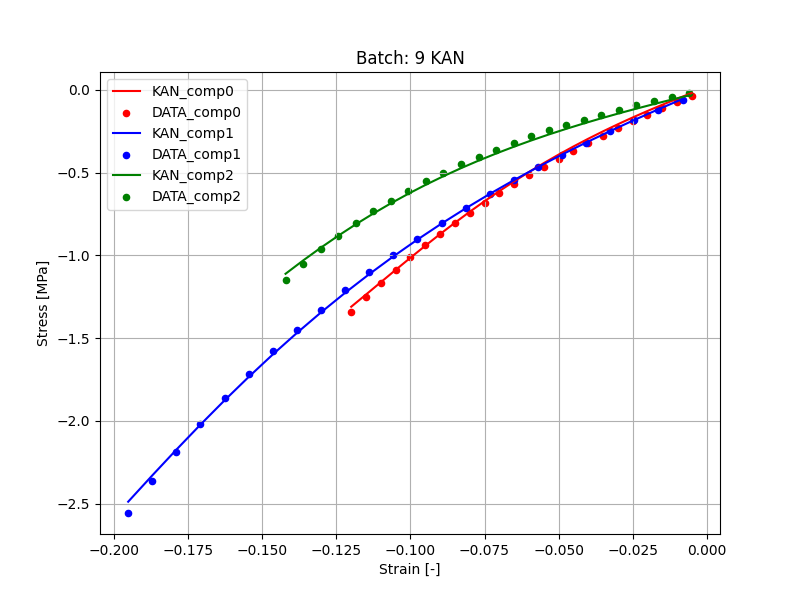 Batch: 9 KAN
KAN_comp0
DATA_comp0
KAN_comp1
DATA_comp1
KAN_comp2
DATA_comp2
Stress [MPa]
0.0
−0.5
−1.0
−1.5
−2.0
−2.5
−0.200 −0.175 −0.150 −0.125 −0.100 −0.075 −0.050 −0.025 0.000
Strain [-]